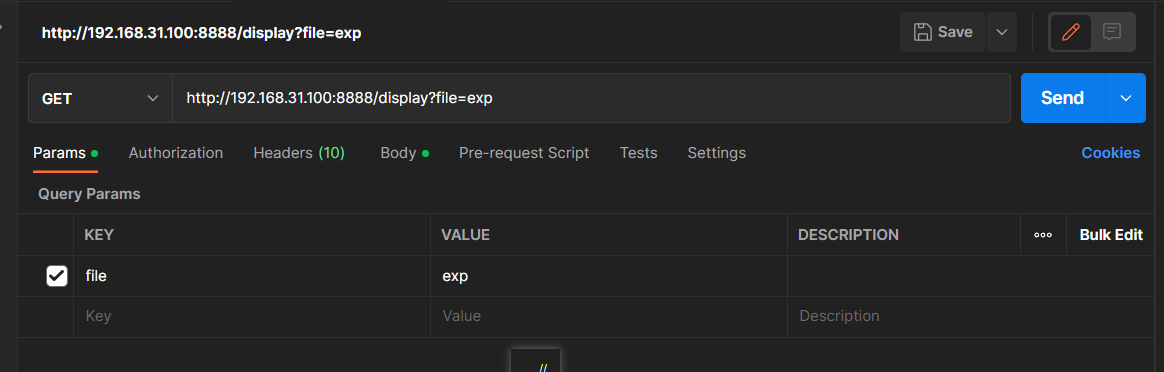 http://192.168.31.100:8888/display?file=exp Save
GET http://192.168.31.100:8888/display?file=exp Send
Params Authorization Headers (10) Body Pre-request Script Tests Settings Cookies
Query Params
KEY VALUE DESCRIPTION ooo Bulk Edit
file exp
Key Value Description
//